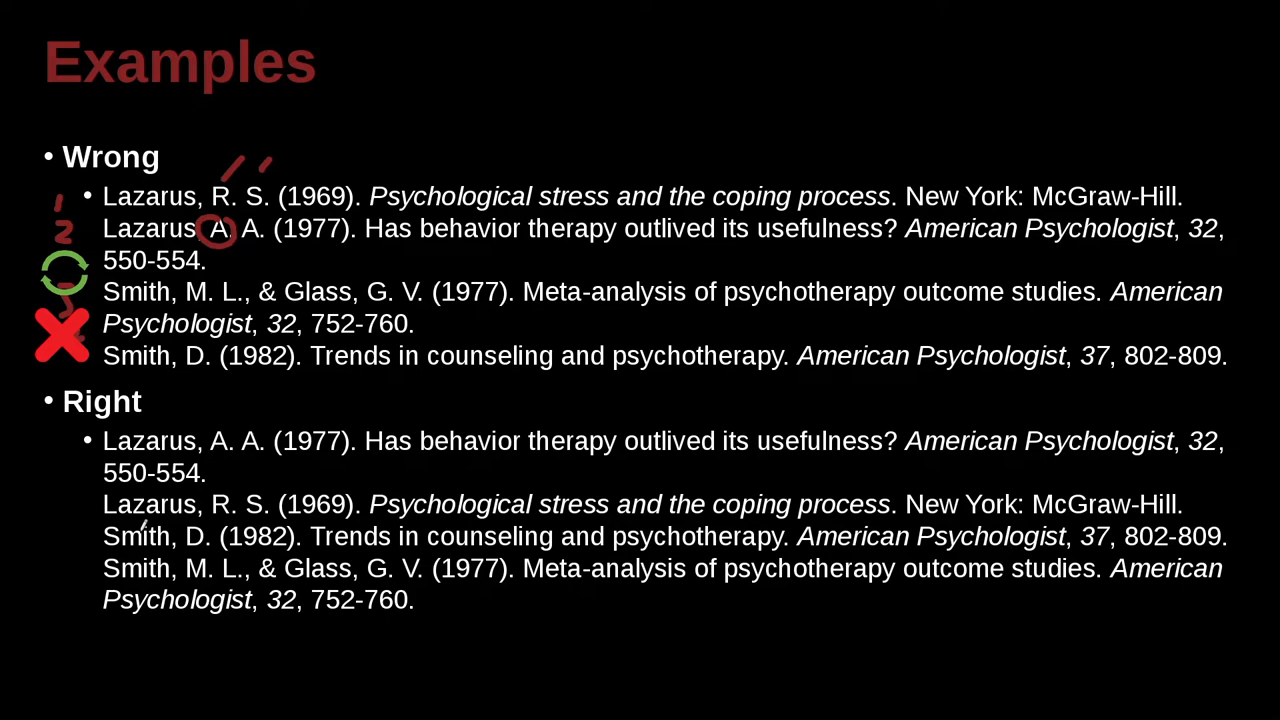 Examples
• Wrong
• Lazarus, R. S. (1969). Psychological stress and the coping process. New York: McGraw-Hill.
Lazarus, A. A. (1977). Has behavior therapy outlived its usefulness? American Psychologist, 32,
550-554.
Smith, M. L., & Glass, G. V. (1977). Meta-analysis of psychotherapy outcome studies. American
Psychologist, 32, 752-760.
Smith, D. (1982). Trends in counseling and psychotherapy. American Psychologist, 37, 802-809.
1
2
• Right
• Lazarus, A. A. (1977). Has behavior therapy outlived its usefulness? American Psychologist, 32,
550-554.
Lazarus, R. S. (1969). Psychological stress and the coping process. New York: McGraw-Hill.
Smith, D. (1982). Trends in counseling and psychotherapy. American Psychologist, 37, 802-809.
Smith, M. L., & Glass, G. V. (1977). Meta-analysis of psychotherapy outcome studies. American
Psychologist, 32, 752-760.